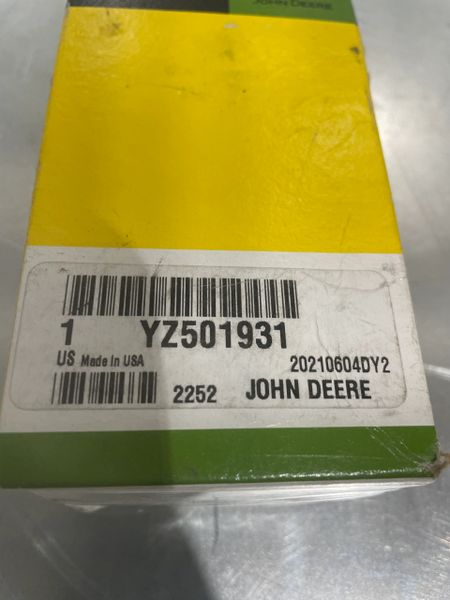 JOHN DEERE
1 YZ501931
US Made In USA
20210604DY2
2252 JOHN DEERE